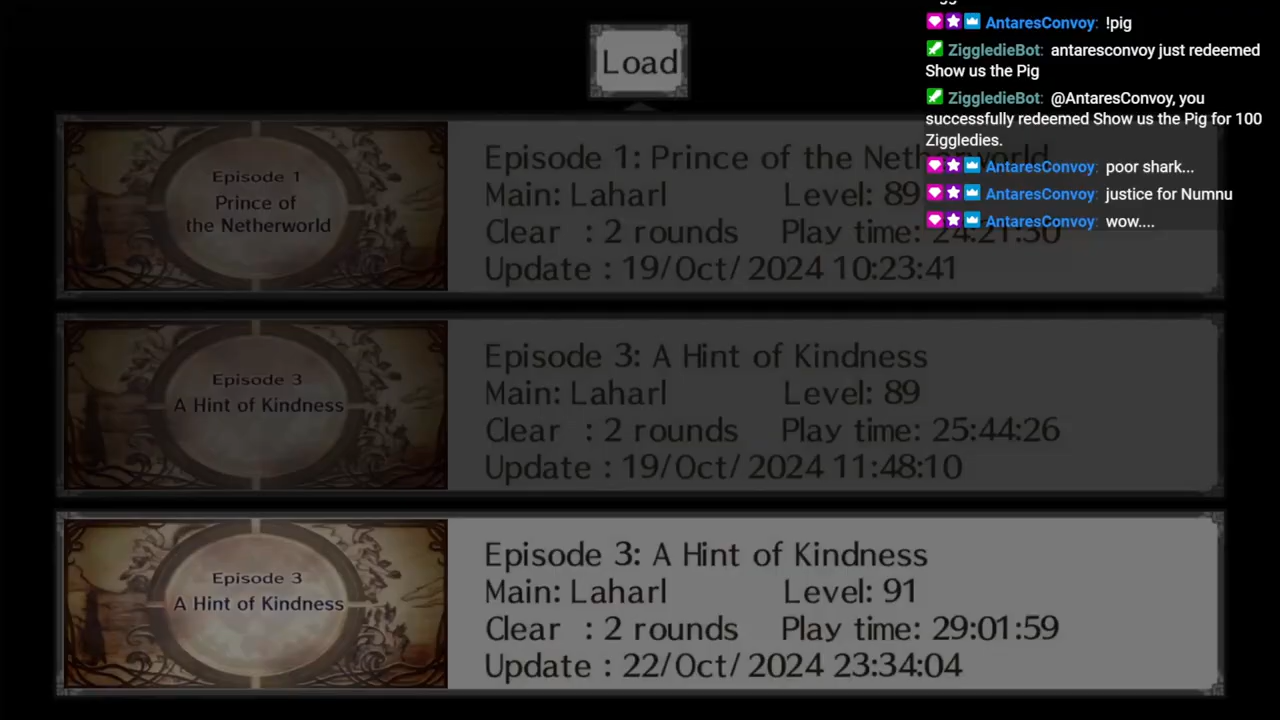 Load
AntaresConvoy: !pig
ZiggledieBot: antaresconvoy just redeemed
Show us the Pig
ZiggledieBot: @AntaresConvoy, you
successfully redeemed Show us the Pig for 100
Ziggledies.
AntaresConvoy: poor shark...
AntaresConvoy: justice for Numnu
AntaresConvoy: wow....
Episode 1
Prince of
the Netherworld
Episode 1: Prince of the Netherworld
Main: Laharl Level: 89
Clear : 2 rounds Play time: 24:21:50
Update : 19/Oct/ 2024 10:23:41
Episode 3
A Hint of Kindness
Episode 3: A Hint of Kindness
Main: Laharl Level: 89
Clear : 2 rounds Play time: 25:44:26
Update : 19/Oct/ 2024 11:48:10
Episode 3
A Hint of Kindness
Episode 3: A Hint of Kindness
Main: Laharl Level: 91
Clear : 2 rounds Play time: 29:01:59
Update : 22/Oct/ 2024 23:34:04